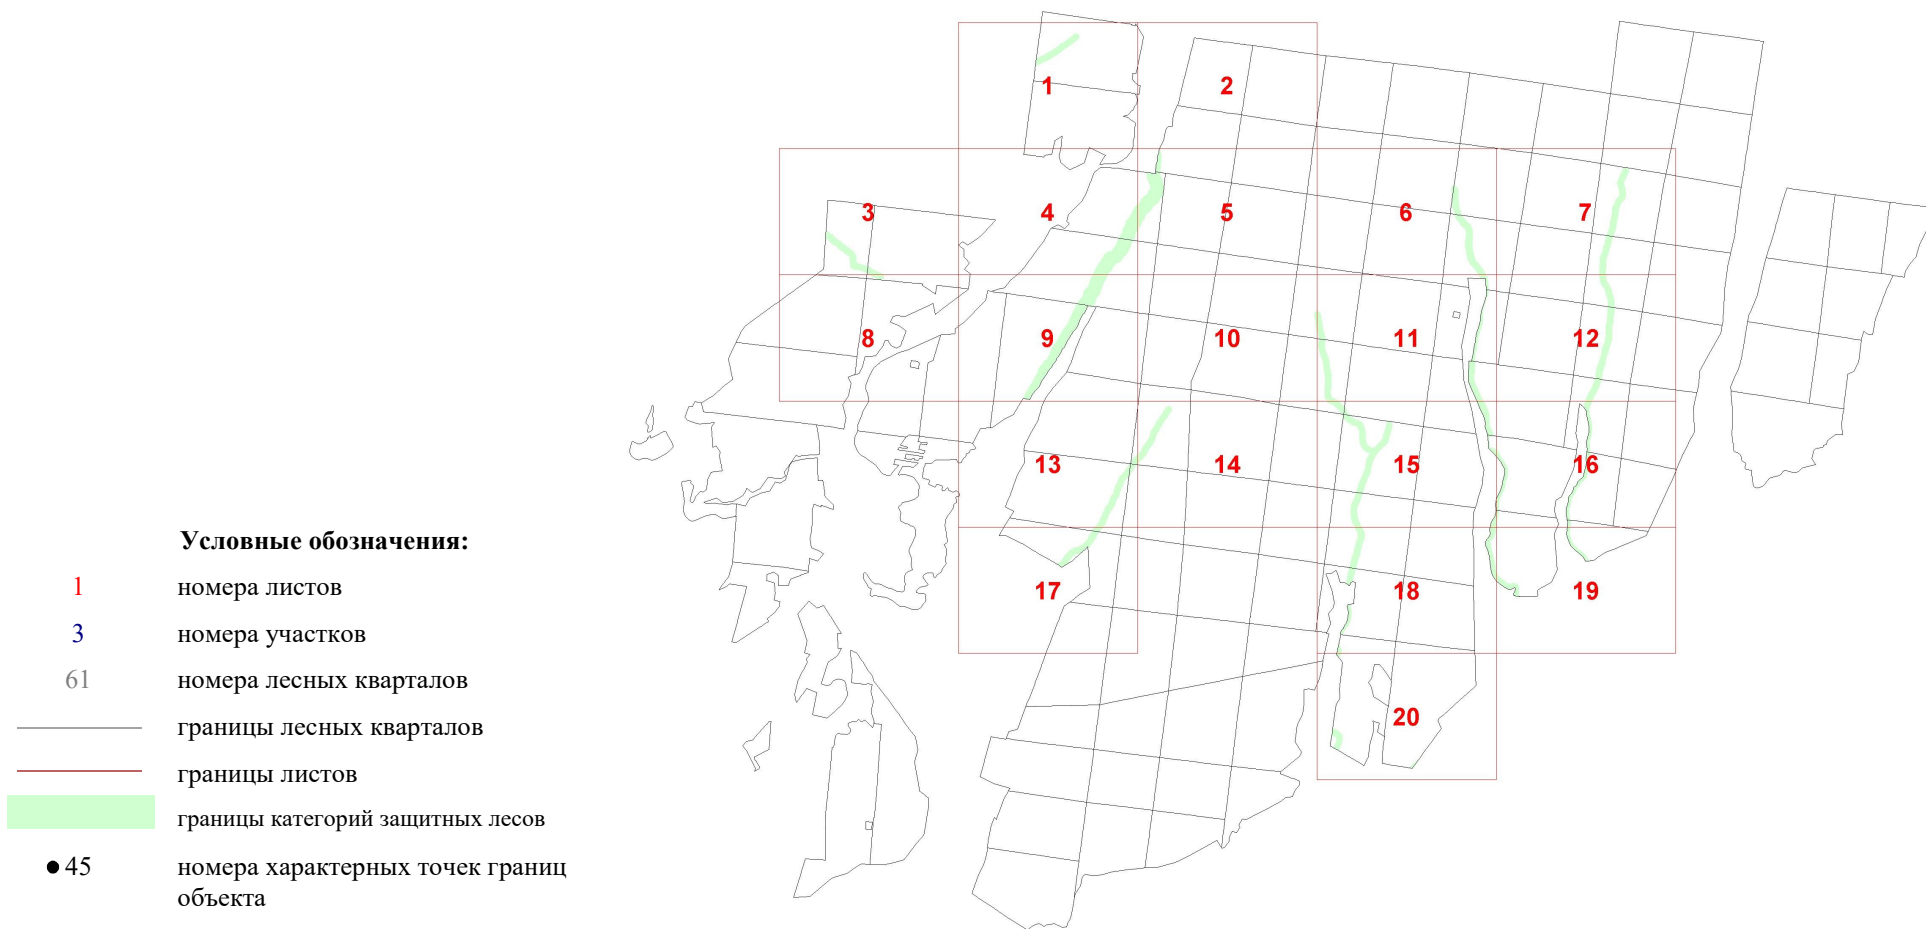 1
2
3
4
5
6
7
8
9
10
11
12
13
14
15
16
17
18
19
20
Условные обозначения:
1 номера листов
3 номера участков
61 номера лесных кварталов
границы лесных кварталов
границы листов
границы категорий защитных лесов
45 номера характерных точек границ
объекта